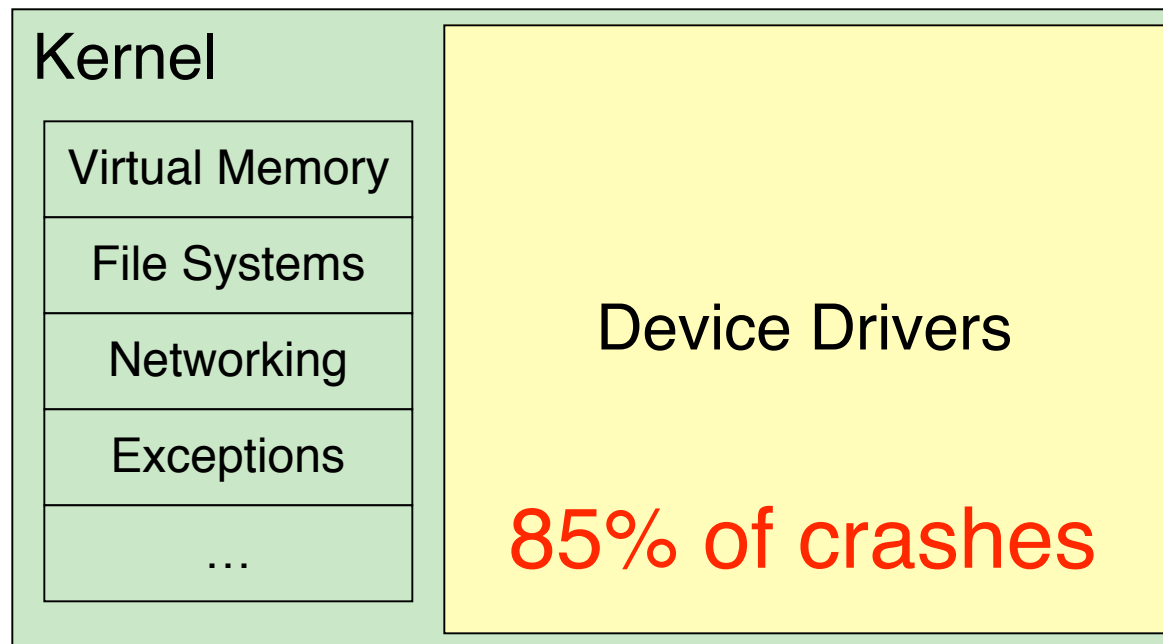 Kernel
Virtual Memory
File Systems
Networking
Exceptions
…
Device Drivers
85% of crashes